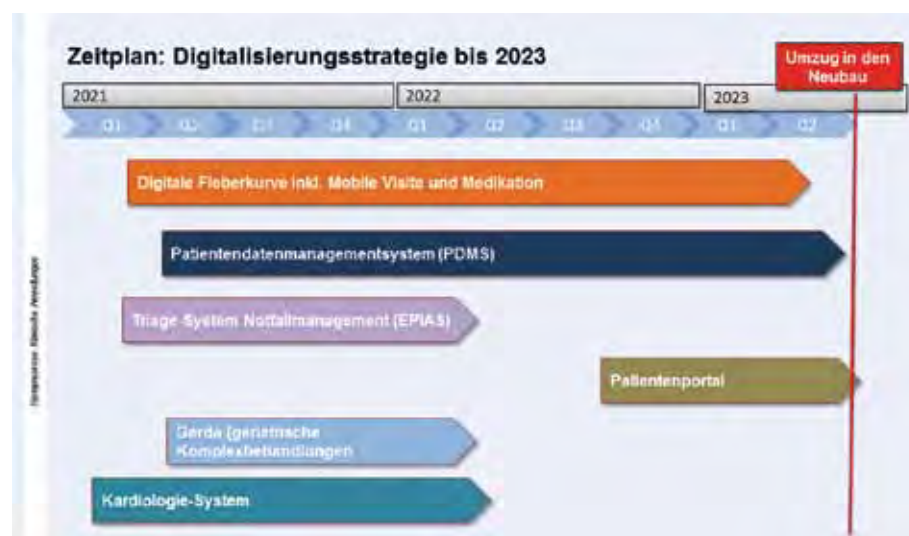 Zeitplan: Digitalisierungsstrategie bis 2023
Umzug in den
Neubau
2021 2022 2023
Q1 Q2 Q3 Q4 Q1 Q2 Q3 Q4 Q1 Q2
Digitale Fieberkurve inkl. Mobile Visite und Medikation
Patientendatenmanagementsystem (PDMS)
Triage-System Notfallmanagement (EPIAS)
Patientenportal
Gerda (geriatrische
Komplexbehandlungen
Kardiologie-System